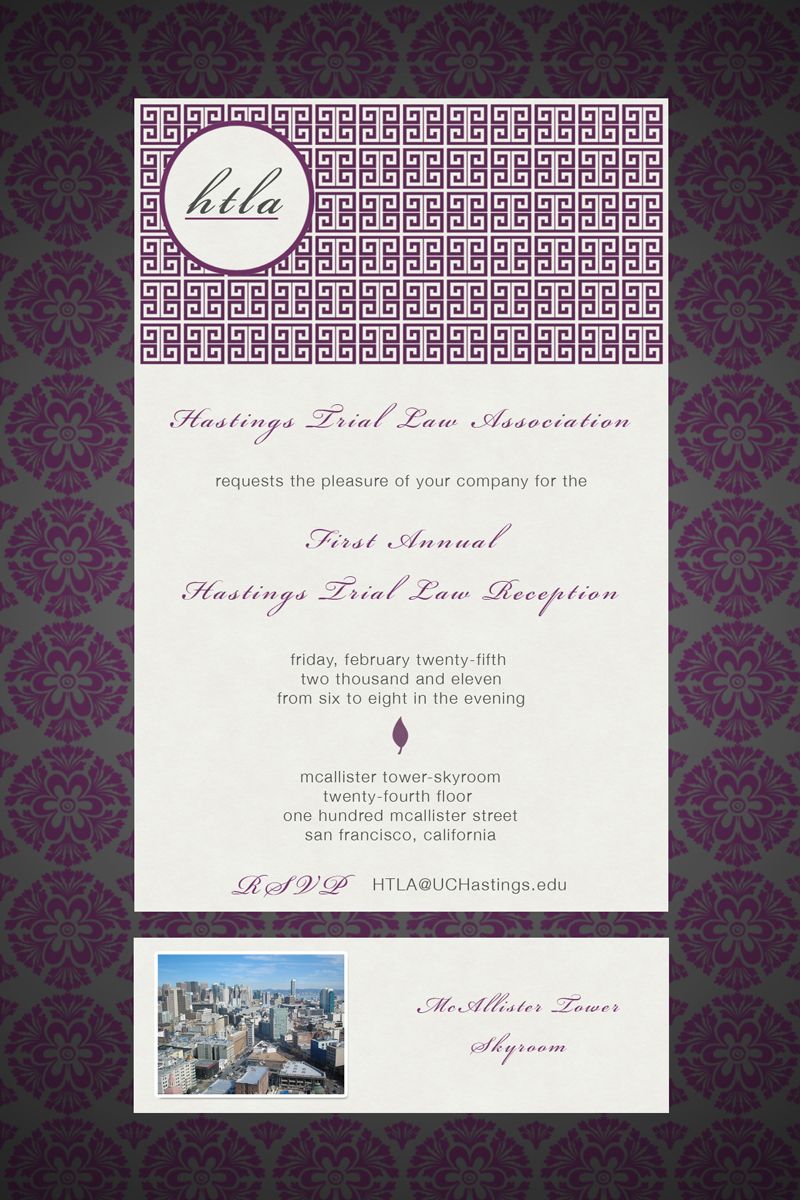 htla
Hastings Trial Law Association
requests the pleasure of your company for the
First Annual
Hastings Trial Law Reception
friday, february twenty-fifth
two thousand and eleven
from six to eight in the evening
mcallister tower-skyroom
twenty-fourth floor
one hundred mcallister street
san francisco, california
RSVP HTLA@UCHastings.edu
McAllister Tower
Skyroom